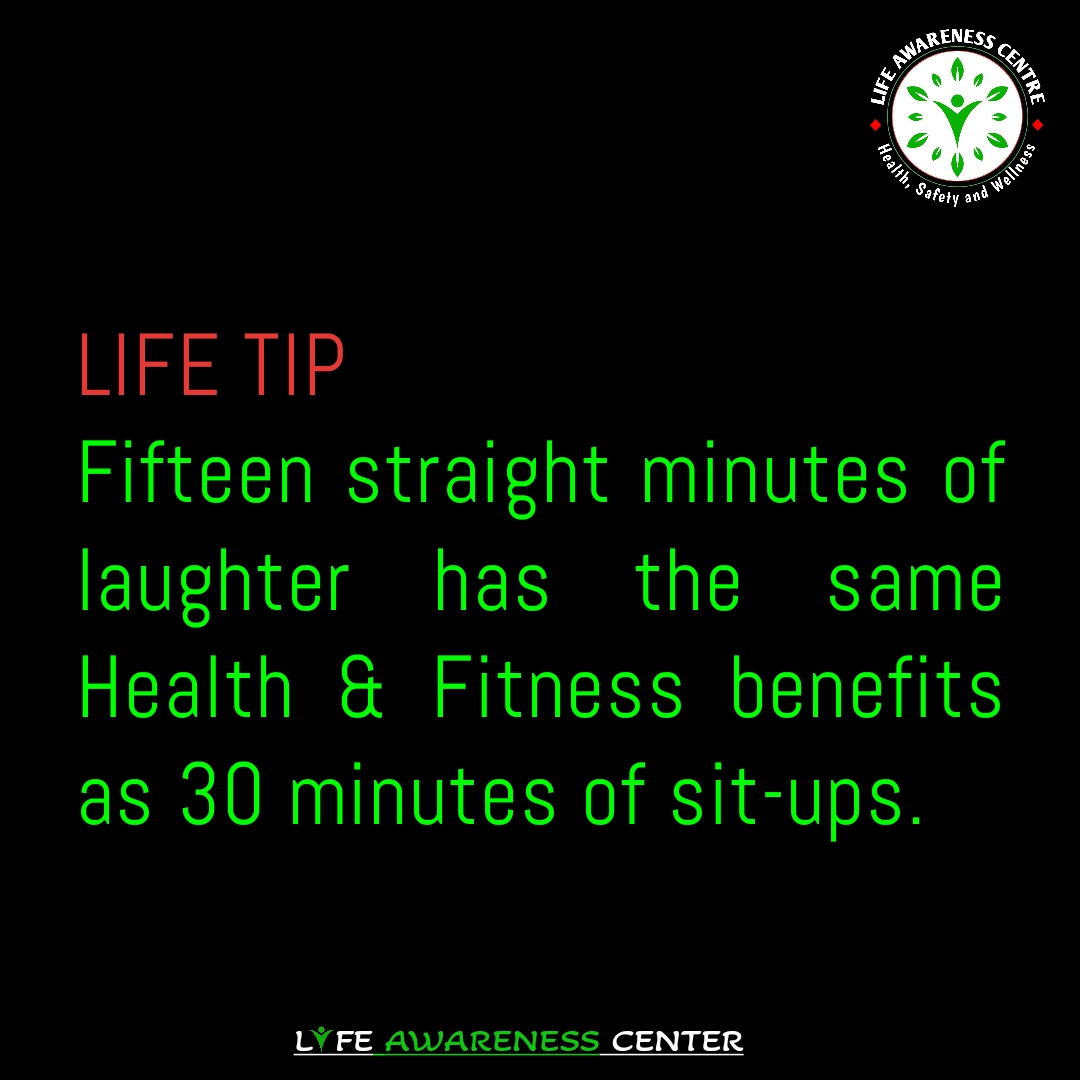 LIFE AWARENESS CENTRE
Health, Safety and Wellness
LIFE TIP
Fifteen straight minutes of
laughter has the same
Health & Fitness benefits
as 30 minutes of sit-ups.
LYFE AWARENESS CENTER